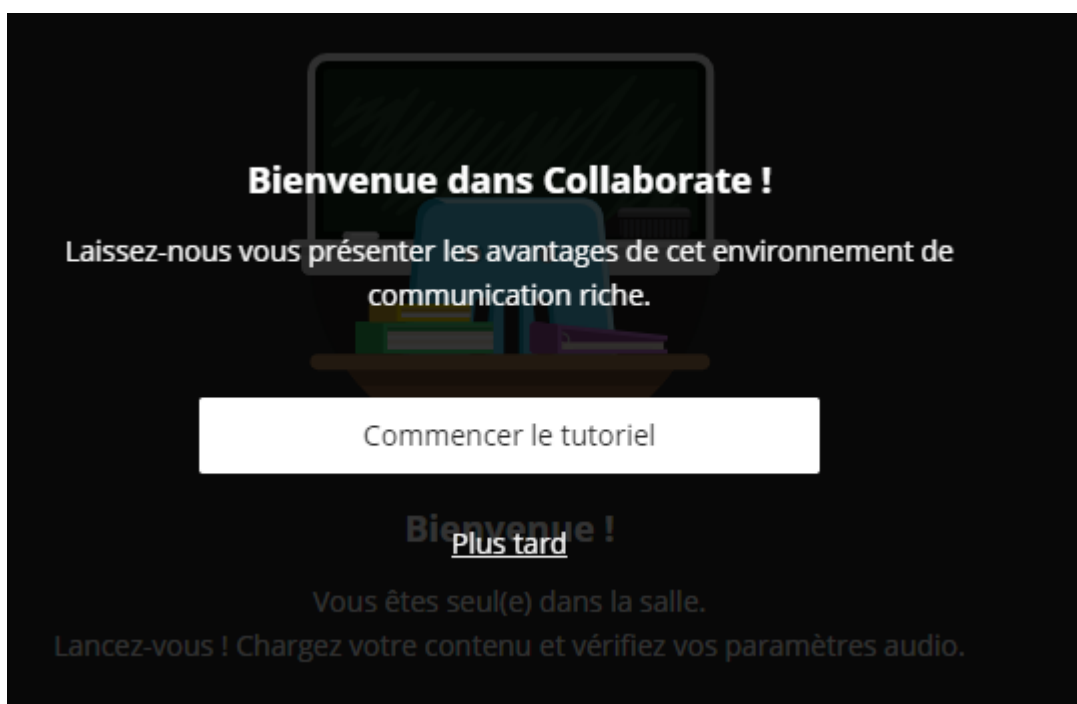 Bienvenue dans Collaborate !
Laissez-nous vous présenter les avantages de cet environnement de
communication riche.
Commencer le tutoriel
Bienvenue !
Plus tard
Vous êtes seul(e) dans la salle.
Lancez-vous ! Chargez votre contenu et vérifiez vos paramètres audio.